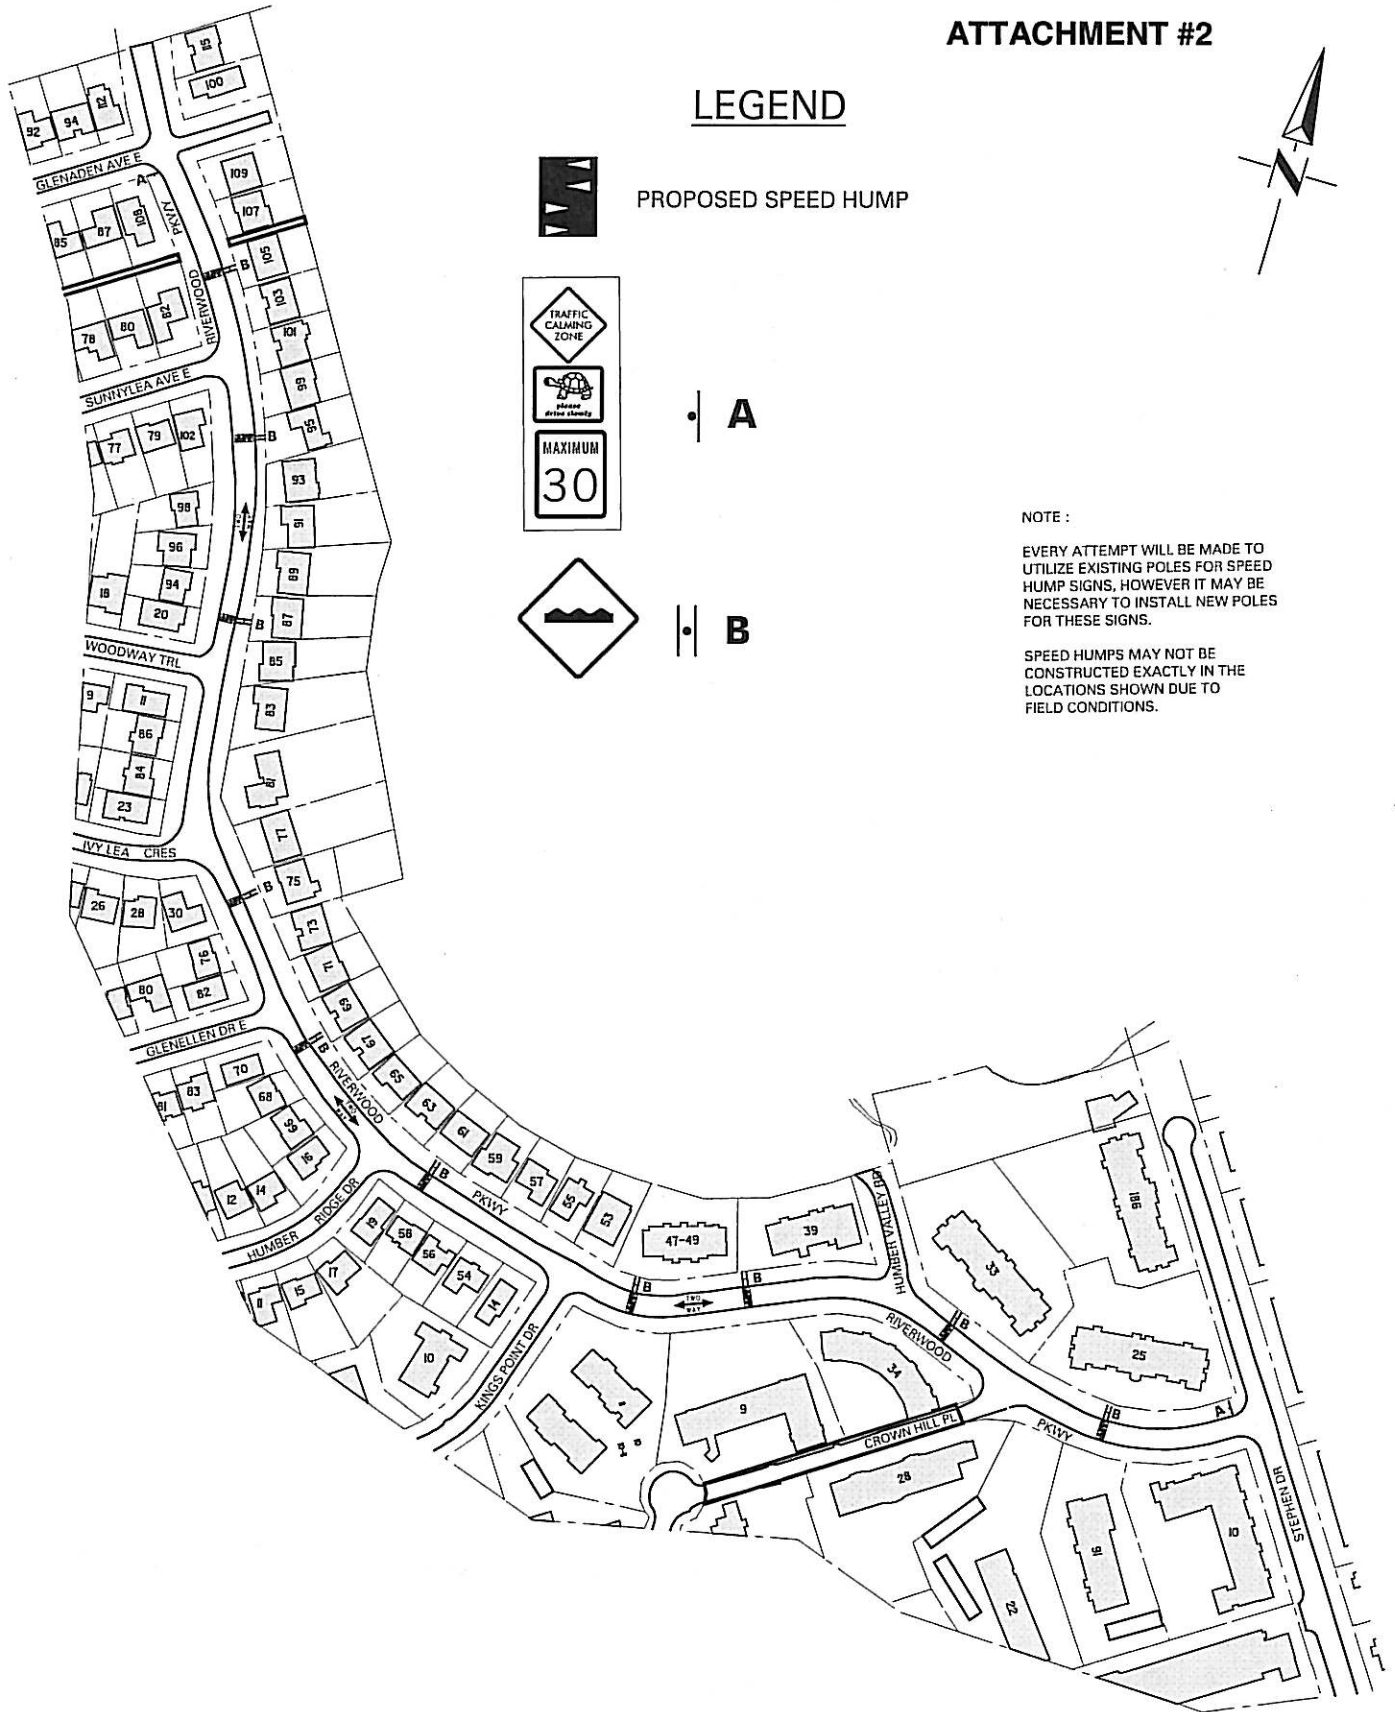 ATTACHMENT #2
LEGEND
PROPOSED SPEED HUMP
TRAFFIC
CALMING
ZONE
please
drive slowly
MAXIMUM
30
A
B
N
NOTE :
EVERY ATTEMPT WILL BE MADE TO
UTILIZE EXISTING POLES FOR SPEED
HUMP SIGNS, HOWEVER IT MAY BE
NECESSARY TO INSTALL NEW POLES
FOR THESE SIGNS.
SPEED HUMPS MAY NOT BE
CONSTRUCTED EXACTLY IN THE
LOCATIONS SHOWN DUE TO
FIELD CONDITIONS.
115
100
92
94
112
GLENADEN AVE E
A
109
107
85
87
108
PKWY
RIVERWOOD
B
105
103
78
80
82
101
99
SUNNYLEA AVE E
95
77
79
102
B
93
98
91
96
89
18
94
20
B
87
WOODWAY TRL
85
9
11
83
86
84
81
23
77
IVY LEA CRES
75
B
26
28
30
73
76
71
80
82
69
GLENELLEN DR E
B
67
RIVERWOOD
81
83
70
65
68
63
66
61
16
59
12
14
B
57
PKWY
55
53
HUMBER RIDGE DR
19
58
56
54
14
17
15
11
10
KINGS POINT DR
47-49
39
HUMBER VALLEY RD
B
B
33
186
RIVERWOOD
B
25
34
9
CROWN HILL PL
28
PKWY
B
A
STEPHEN DR
22
16
10